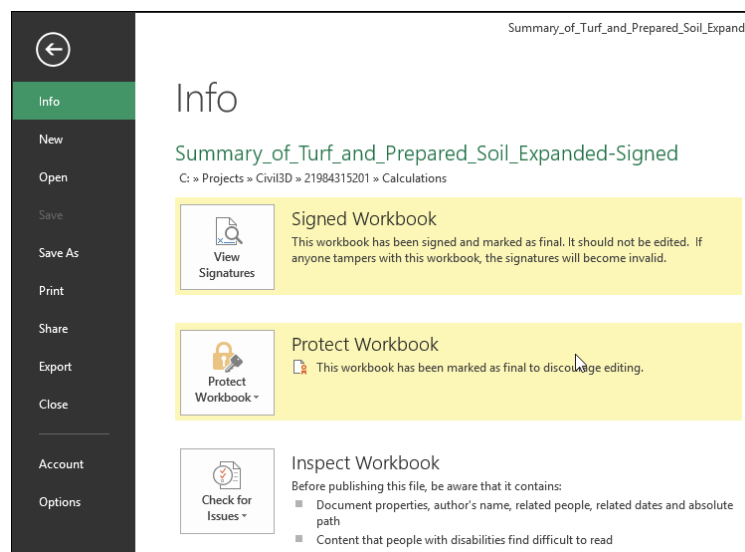 Summary_of_Turf_and_Prepared_Soil_Expand
Info
New
Open
Save
Save As
Print
Share
Export
Close
Account
Options
Info
Summary_of_Turf_and_Prepared_Soil_Expanded-Signed
C: » Projects » Civil3D » 21984315201 » Calculations
View
Signatures
Signed Workbook
This workbook has been signed and marked as final. It should not be edited. If
anyone tampers with this workbook, the signatures will become invalid.
Protect
Workbook
Protect Workbook
This workbook has been marked as final to discourage editing.
Check for
Issues
Inspect Workbook
Before publishing this file, be aware that it contains:
Document properties, author's name, related people, related dates and absolute
path
Content that people with disabilities find difficult to read